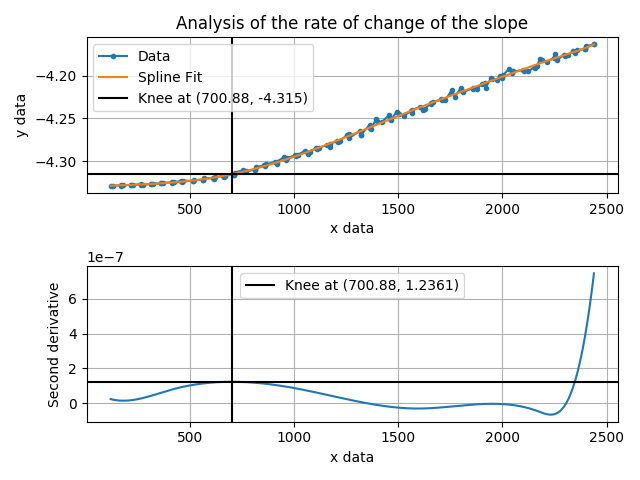 Analysis of the rate of change of the slope
Data
Spline Fit
Knee at (700.88, -4.315)
y data
−4.20
−4.25
−4.30
500
1000
1500
2000
2500
x data
1e−7
Knee at (700.88, 1.2361)
Second derivative
6
4
2
0
500
1000
1500
2000
2500
x data